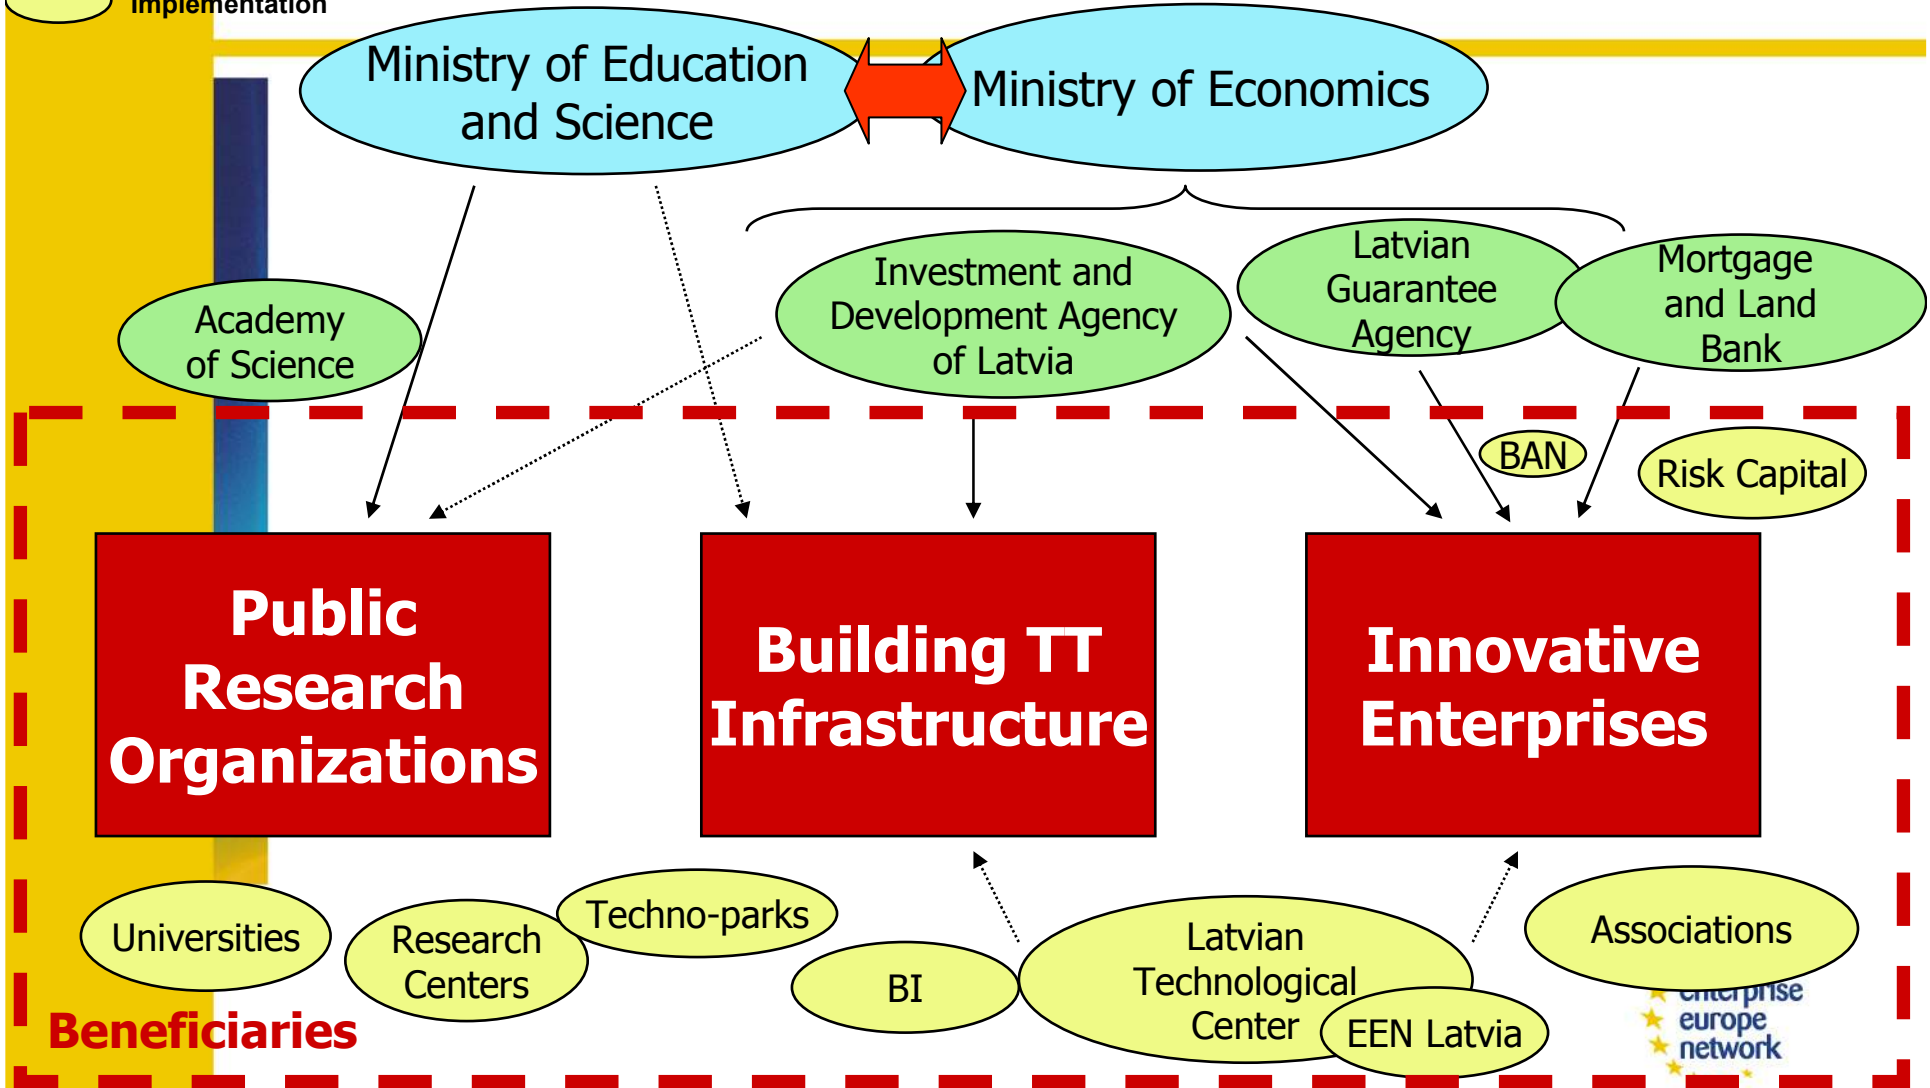 Implementation
Ministry of Education
and Science
Ministry of Economics
Academy
of Science
Investment and
Development Agency
of Latvia
Latvian
Guarantee
Agency
Mortgage
and Land
Bank
BAN
Risk Capital
Public
Research
Organizations
Building TT
Infrastructure
Innovative
Enterprises
Universities
Research
Centers
Techno-parks
BI
Latvian
Technological
Center
EEN Latvia
Associations
Beneficiaries
enterprise
europe
network